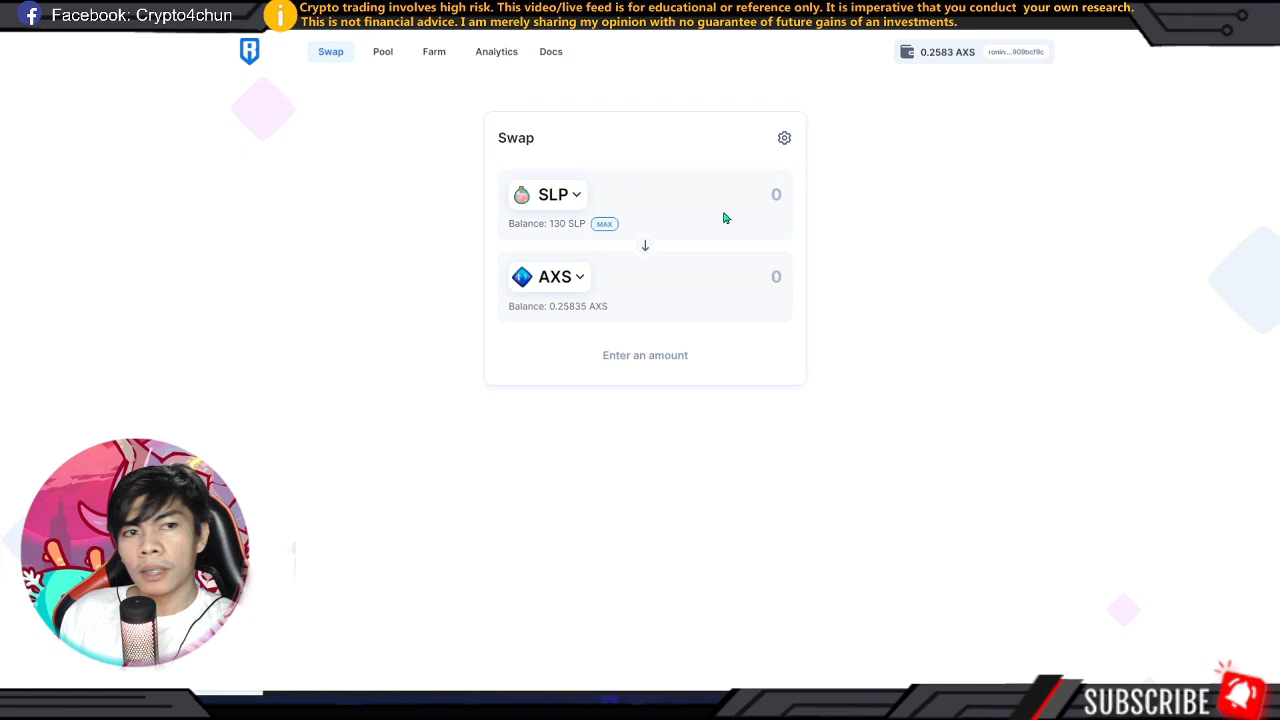 Facebook: Crypto4chun
Crypto trading involves high risk. This video/live feed is for educational or reference only. It is imperative that you conduct your own research.
This is not financial advice. I am merely sharing my opinion with no guarantee of future gains of an investments.
Swap Pool Farm Analytics Docs 0.2583 AXS ronin:...909bcf9c
Swap
SLP 0
Balance: 130 SLP MAX
AXS 0
Balance: 0.25835 AXS
Enter an amount
SUBSCRIBE